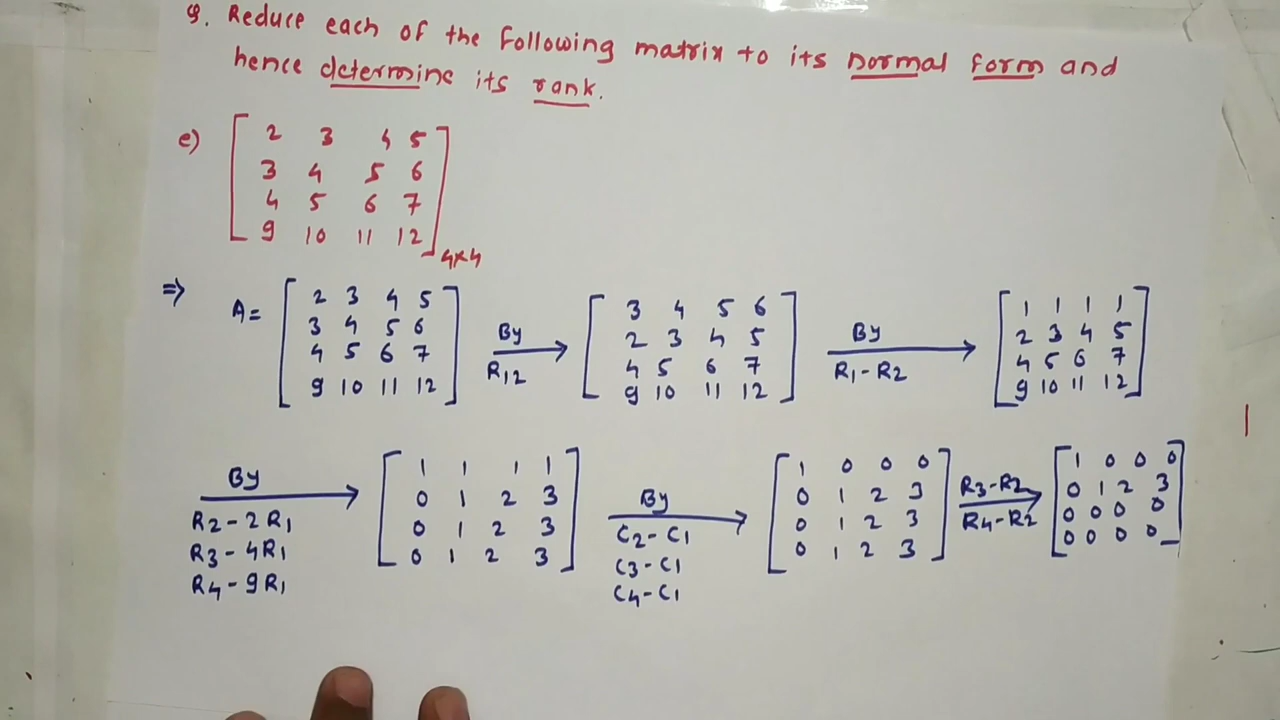 Q. Reduce each of the following matrix to its normal form and
hence determine its rank.
e) [ 2 3 4 5
3 4 5 6
4 5 6 7
9 10 11 12 ] 4x4
⇒ A = [ 2 3 4 5
3 4 5 6
4 5 6 7
9 10 11 12 ]
By
R12
[ 3 4 5 6
2 3 4 5
4 5 6 7
9 10 11 12 ]
By
R1 - R2
[ 1 1 1 1
2 3 4 5
4 5 6 7
9 10 11 12 ]
By
R2 - 2R1
R3 - 4R1
R4 - 9R1
[ 1 1 1 1
0 1 2 3
0 1 2 3
0 1 2 3 ]
By
C2 - C1
C3 - C1
C4 - C1
[ 1 0 0 0
0 1 2 3
0 1 2 3
0 1 2 3 ]
R3 - R2
R4 - R2
[ 1 0 0 0
0 1 2 3
0 0 0 0
0 0 0 0 ]